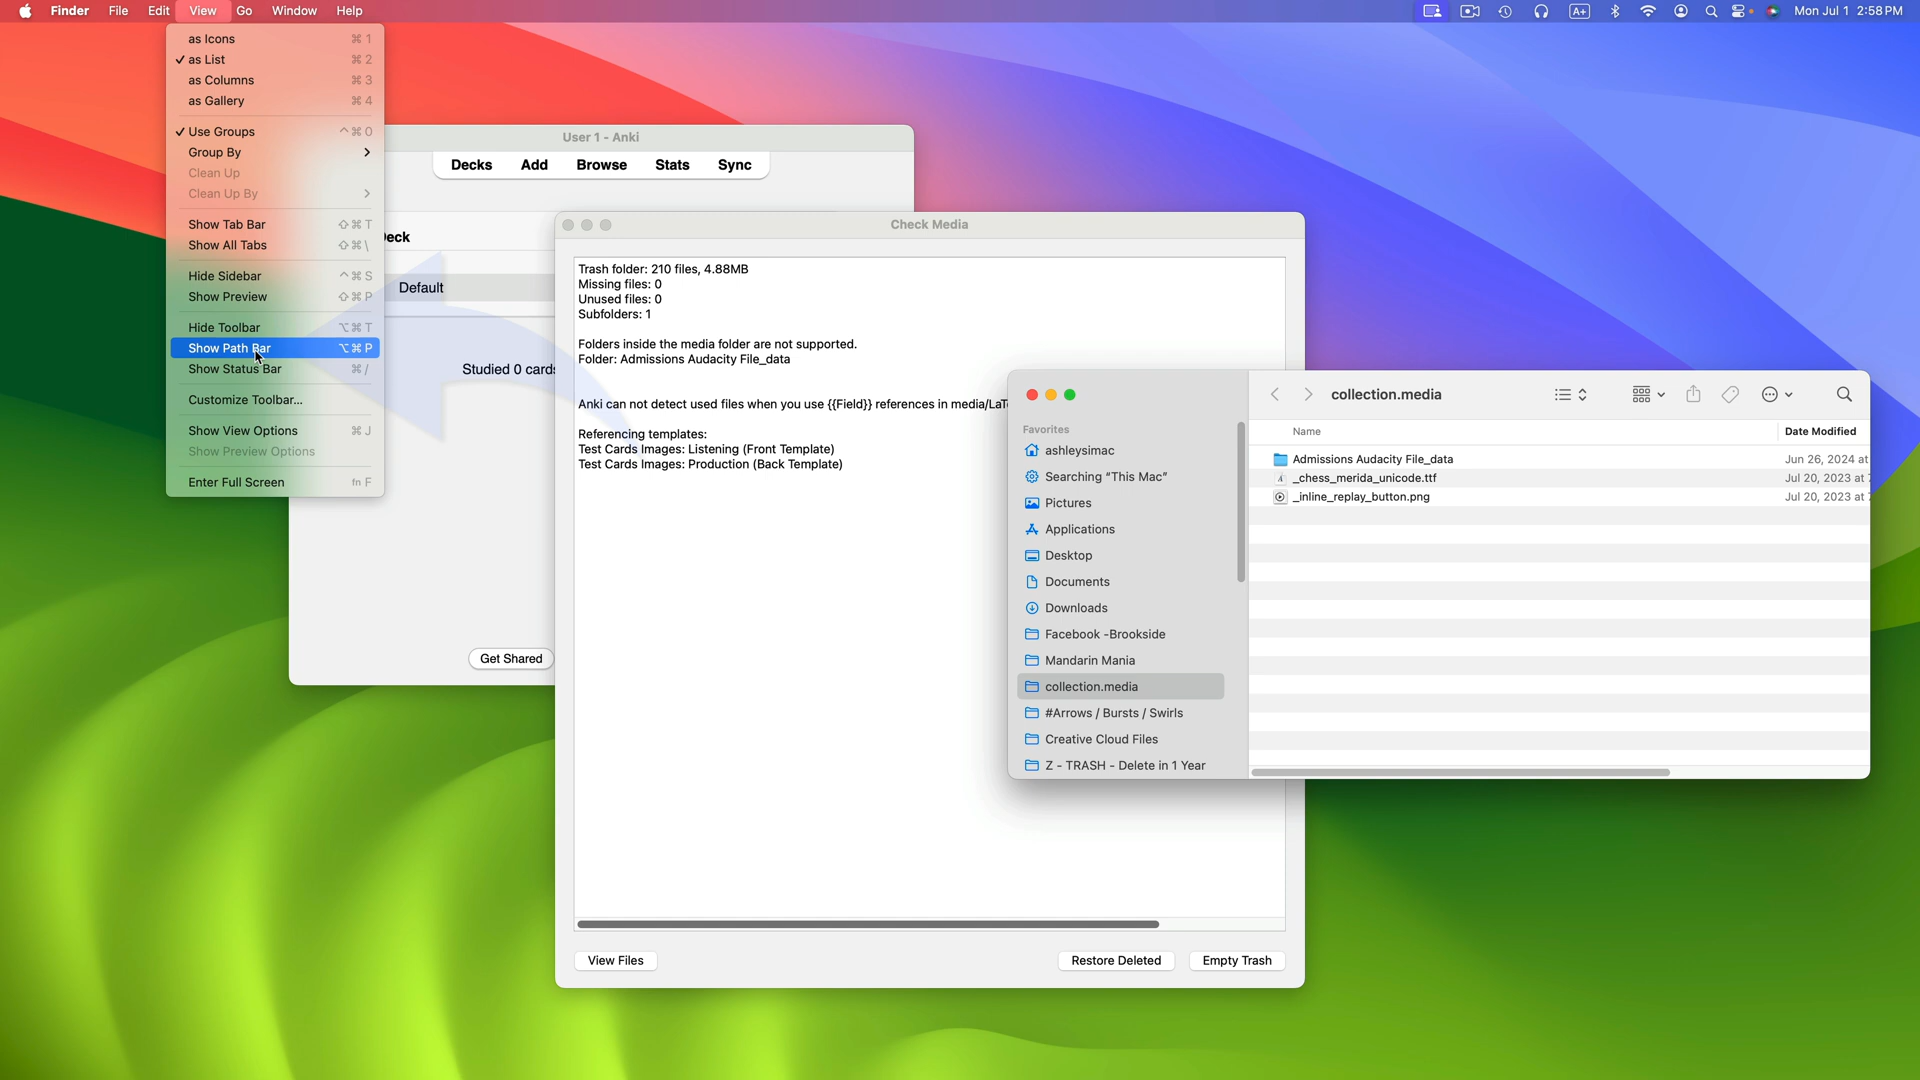 Finder File Edit View Go Window Help
A+ Mon Jul 1 2:58 PM
as Icons ⌘ 1
✓ as List ⌘ 2
as Columns ⌘ 3
as Gallery ⌘ 4
✓ Use Groups ^ ⌘ 0
Group By >
Clean Up
Clean Up By >
Show Tab Bar ⇧ ⌘ T
Show All Tabs ⇧ ⌘ \
Hide Sidebar ^ ⌘ S
Show Preview ⇧ ⌘ P
Hide Toolbar ⌥ ⌘ T
Show Path Bar ⌥ ⌘ P
Show Status Bar ⌘ /
Customize Toolbar...
Show View Options ⌘ J
Show Preview Options
Enter Full Screen fn F
User 1 - Anki
Decks Add Browse Stats Sync
eck
Default
Studied 0 cards
Get Shared
Check Media
Trash folder: 210 files, 4.88MB
Missing files: 0
Unused files: 0
Subfolders: 1
Folders inside the media folder are not supported.
Folder: Admissions Audacity File_data
Anki can not detect used files when you use {{Field}} references in media/LaT
Referencing templates:
Test Cards Images: Listening (Front Template)
Test Cards Images: Production (Back Template)
View Files Restore Deleted Empty Trash
collection.media
Favorites
ashleysimac
Searching “This Mac”
Pictures
Applications
Desktop
Documents
Downloads
Facebook -Brookside
Mandarin Mania
collection.media
#Arrows / Bursts / Swirls
Creative Cloud Files
Z - TRASH - Delete in 1 Year
Name Date Modified
Admissions Audacity File_data Jun 26, 2024 at
_chess_merida_unicode.ttf Jul 20, 2023 at
_inline_replay_button.png Jul 20, 2023 at